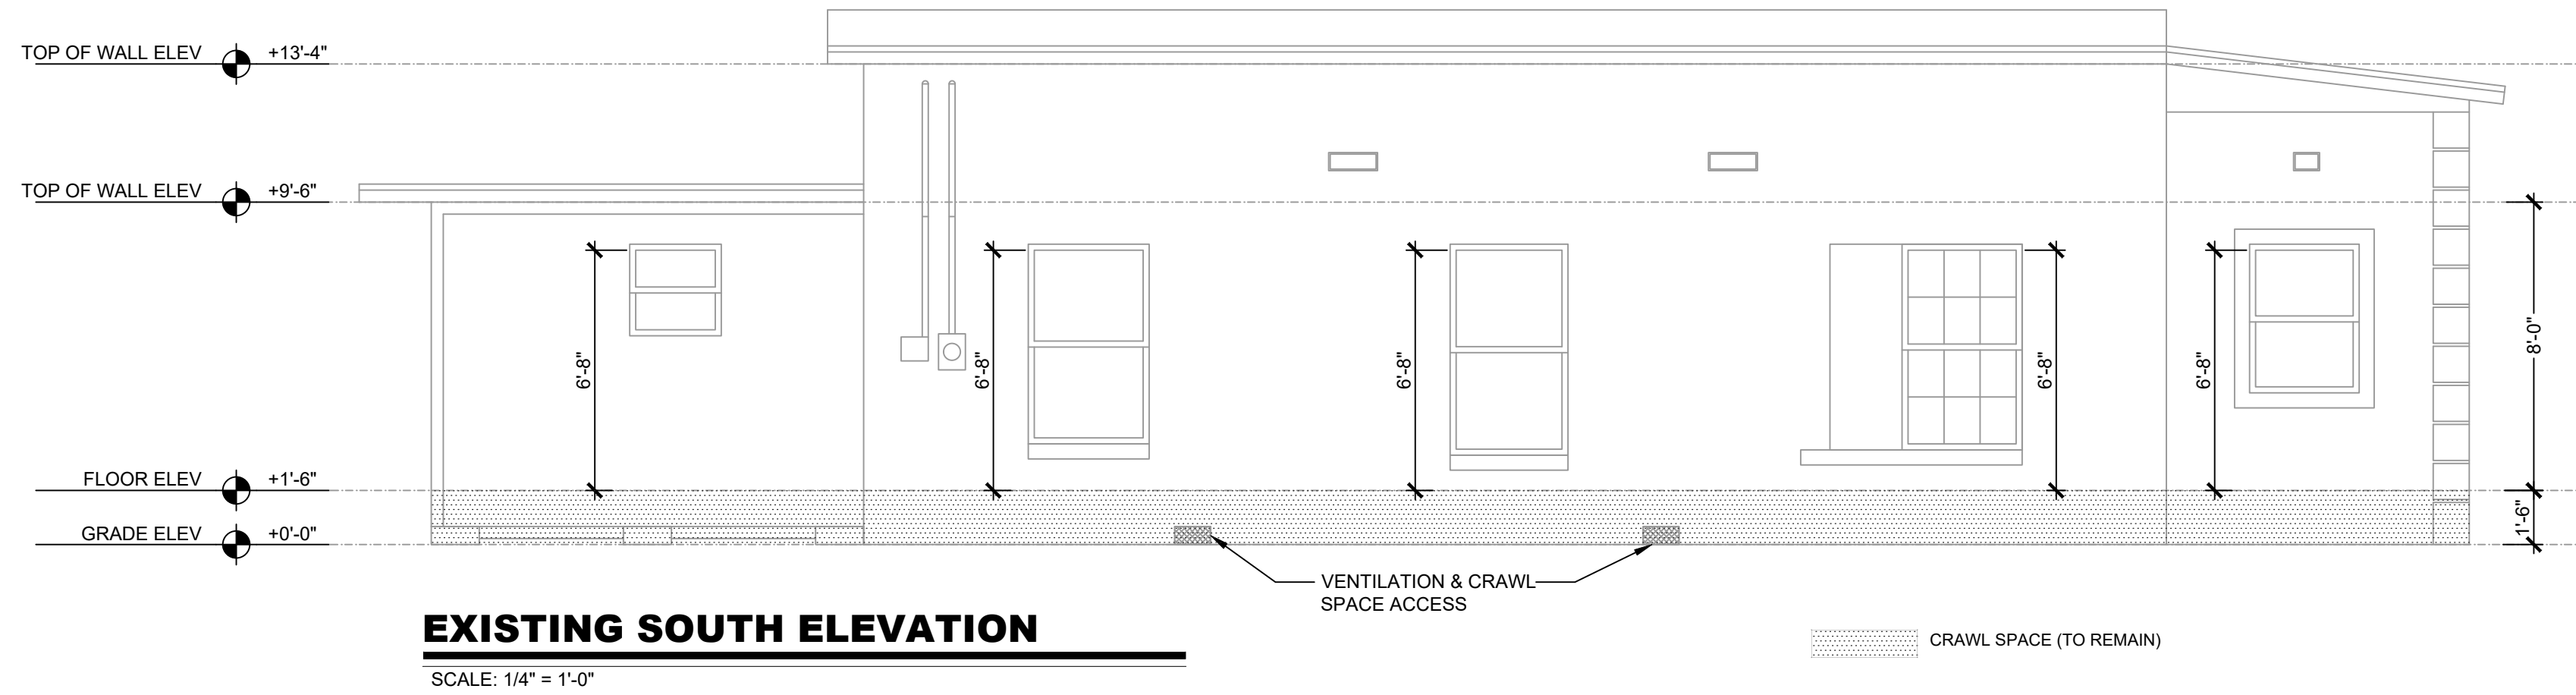 TOP OF WALL ELEV +13'-4"
TOP OF WALL ELEV +9'-6"
6'-8"
6'-8"
6'-8"
6'-8"
6'-8"
8'-0"
FLOOR ELEV +1'-6"
GRADE ELEV +0'-0"
1'-6"
VENTILATION & CRAWL
SPACE ACCESS
EXISTING SOUTH ELEVATION
SCALE: 1/4" = 1'-0"
CRAWL SPACE (TO REMAIN)